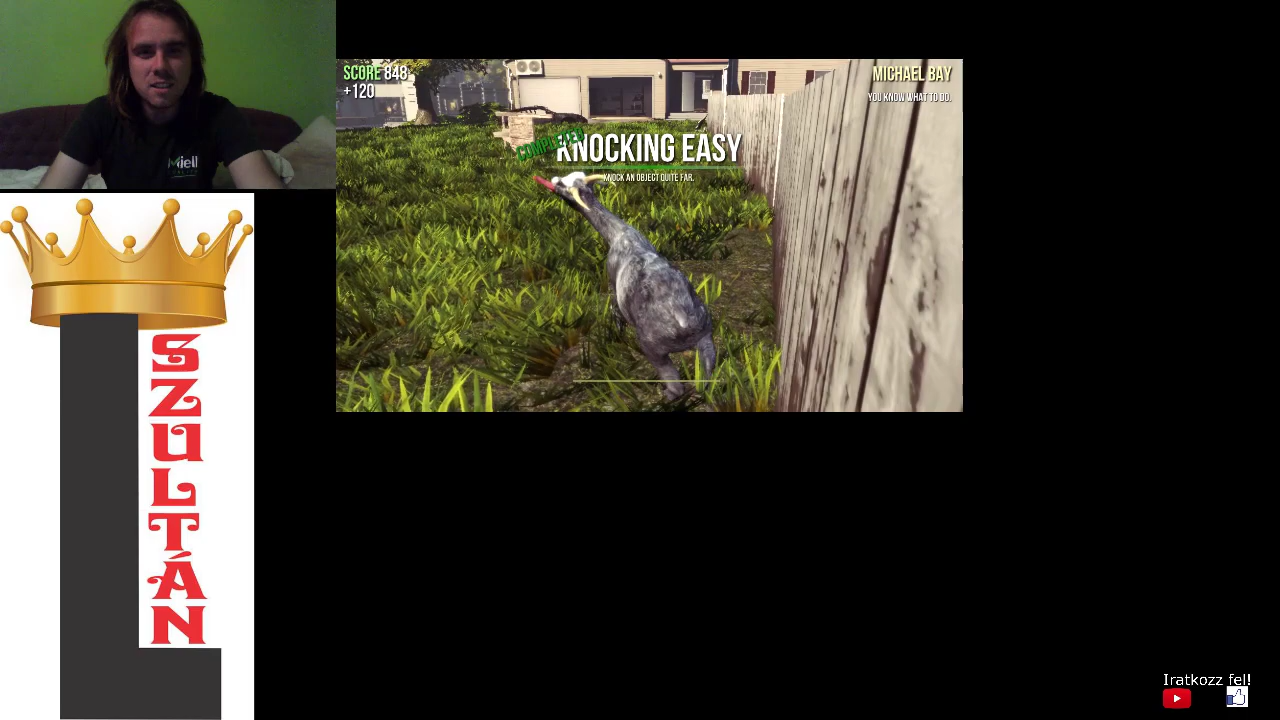 SCORE 848
+120
MICHAEL BAY
YOU KNOW WHAT TO DO.
COMPLETED
KNOCKING EASY
KNOCK AN OBJECT QUITE FAR.
Miell
L
SZULTÁN
Iratkozz fel!